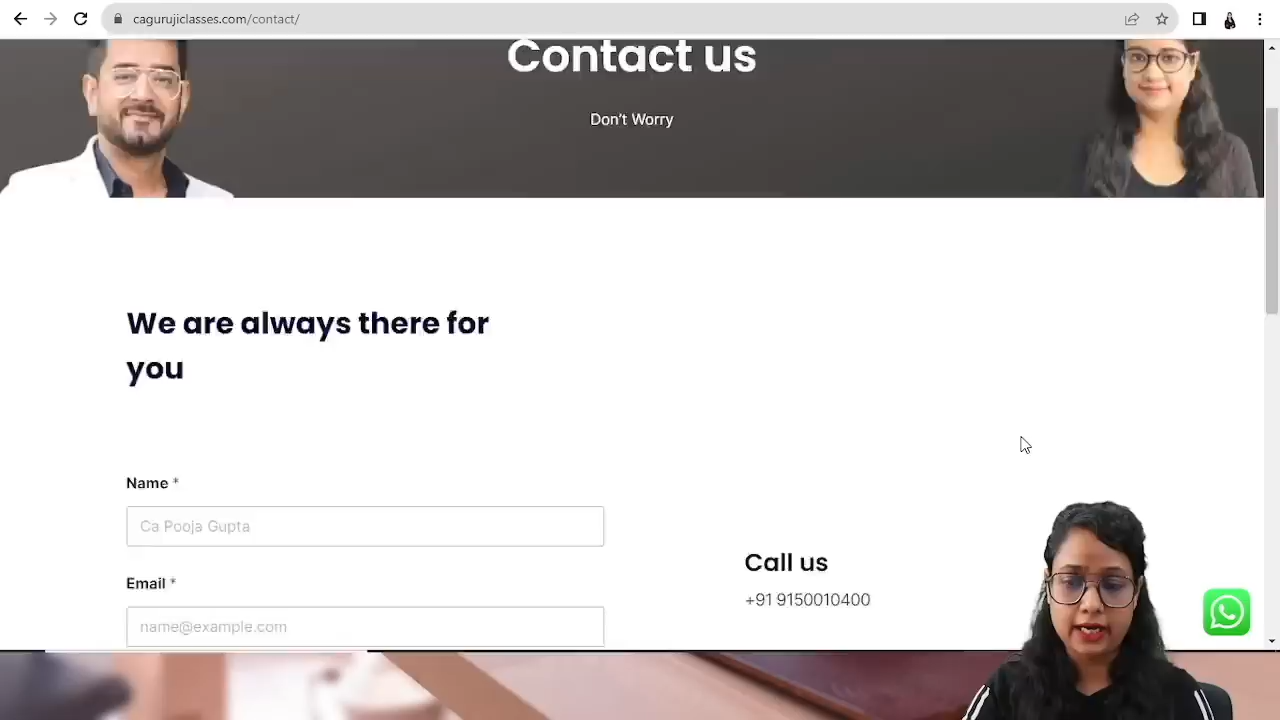 cagurujiclasses.com/contact/
Contact us
Don’t Worry
We are always there for
you
Name *
Ca Pooja Gupta
Email *
name@example.com
Call us
+91 9150010400